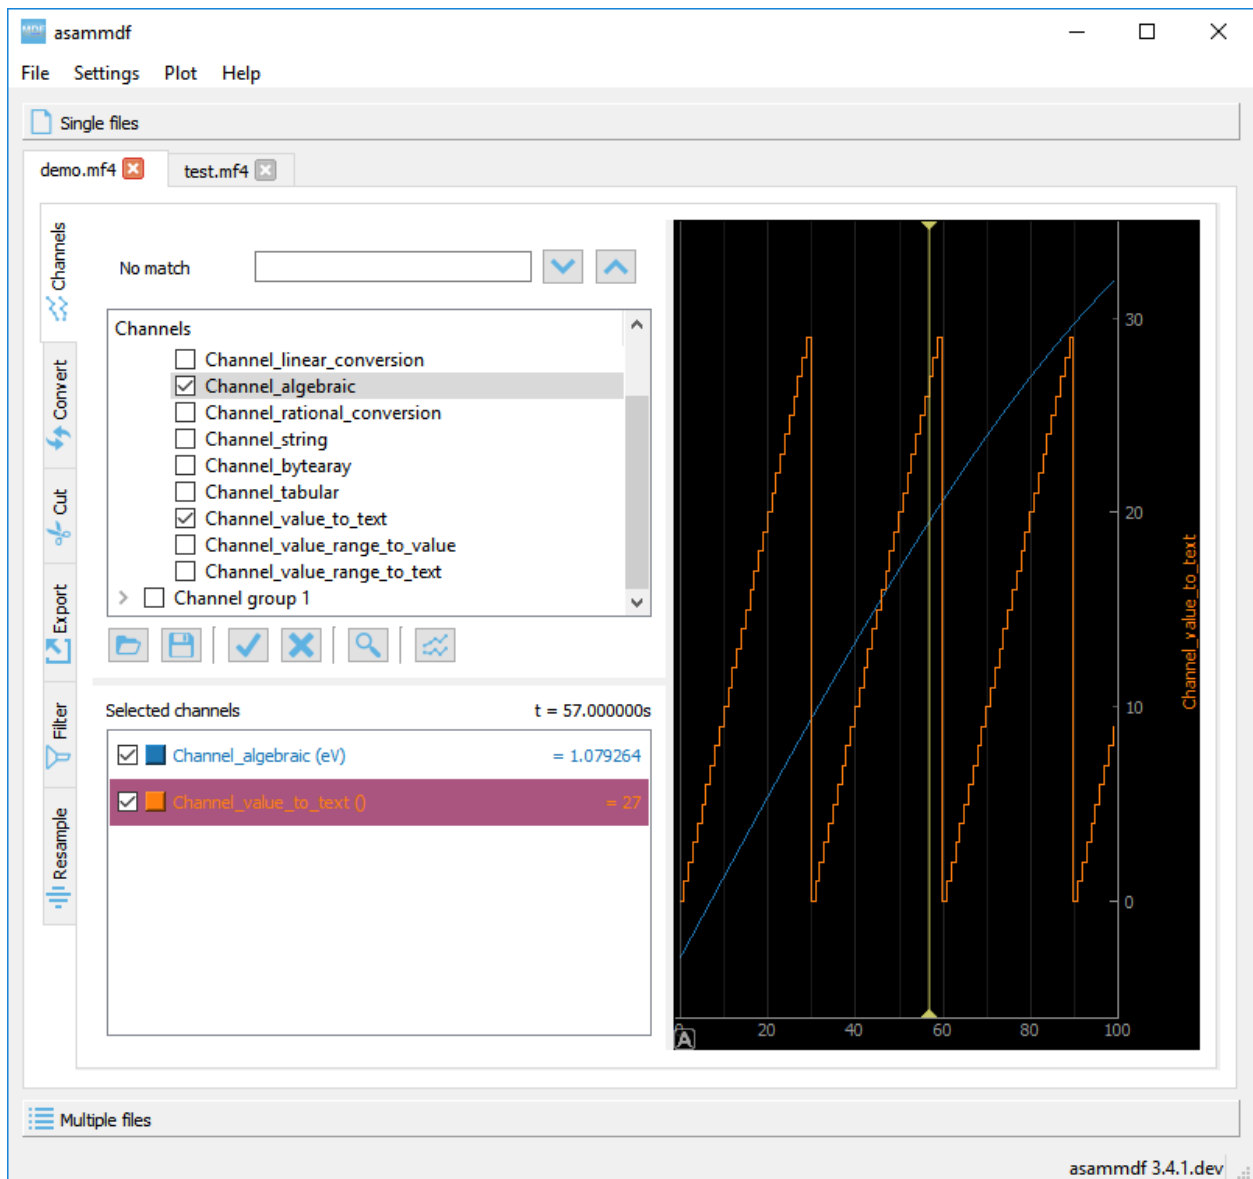 asammdf
File Settings Plot Help
Single files
demo.mf4 test.mf4
Channels
Convert
Cut
Export
Filter
Resample
No match
Channels
Channel_linear_conversion
Channel_algebraic
Channel_rational_conversion
Channel_string
Channel_bytearay
Channel_tabular
Channel_value_to_text
Channel_value_range_to_value
Channel_value_range_to_text
Channel group 1
Selected channels t = 57.000000s
Channel_algebraic (eV) = 1.079264
Channel_value_to_text () = 27
30
20
10
0
Channel_value_to_text
A
20 40 60 80 100
Multiple files
asammdf 3.4.1.dev